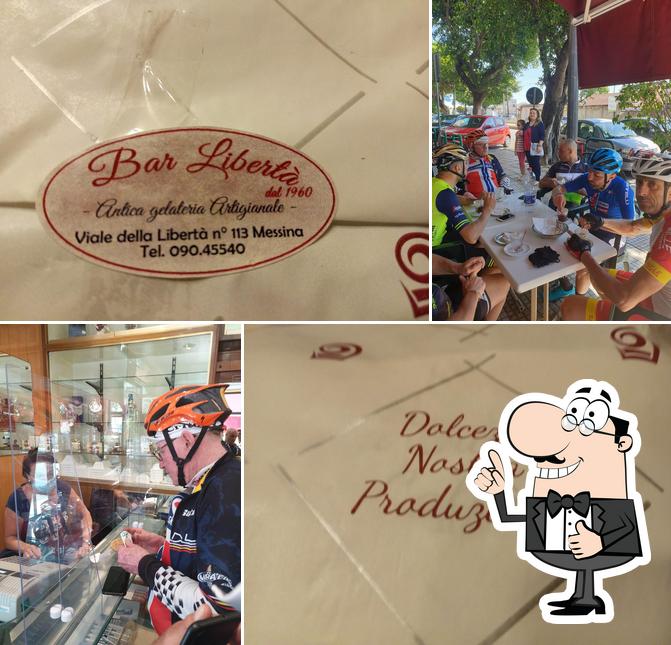 Bar Libertà
dal 1960
- Antica gelateria Artigianale -
Viale della Libertà n° 113 Messina
Tel. 090.45540